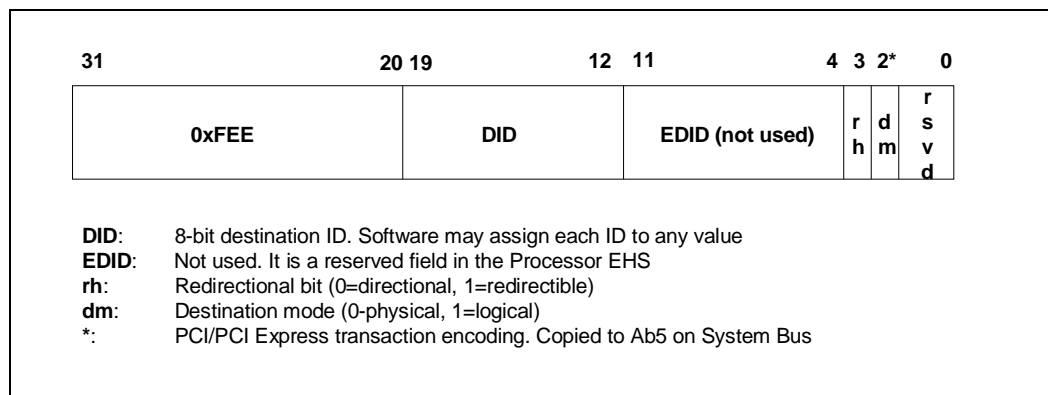 31 20 19 12 11 4 3 2* 0
0xFEE DID EDID (not used) rh dm rsvd
DID: 8-bit destination ID. Software may assign each ID to any value
EDID: Not used. It is a reserved field in the Processor EHS
rh: Redirectional bit (0=directional, 1=redirectible)
dm: Destination mode (0-physical, 1=logical)
*: PCI/PCI Express transaction encoding. Copied to Ab5 on System Bus